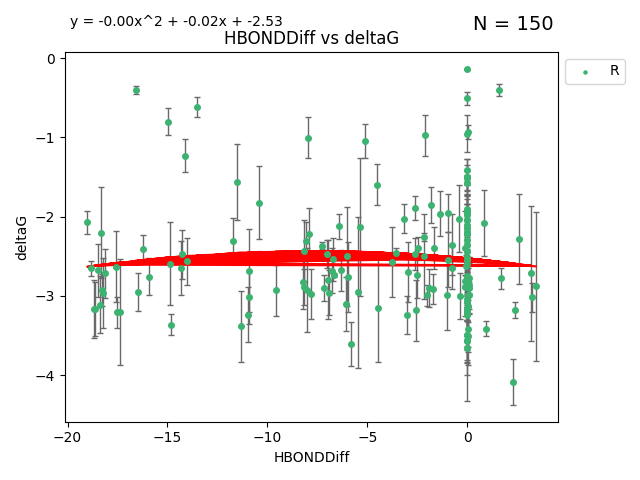 y = -0.00x^2 + -0.02x + -2.53
N = 150
HBONDDiff vs deltaG
R
deltaG
0
−1
−2
−3
−4
−20
−15
−10
−5
0
HBONDDiff